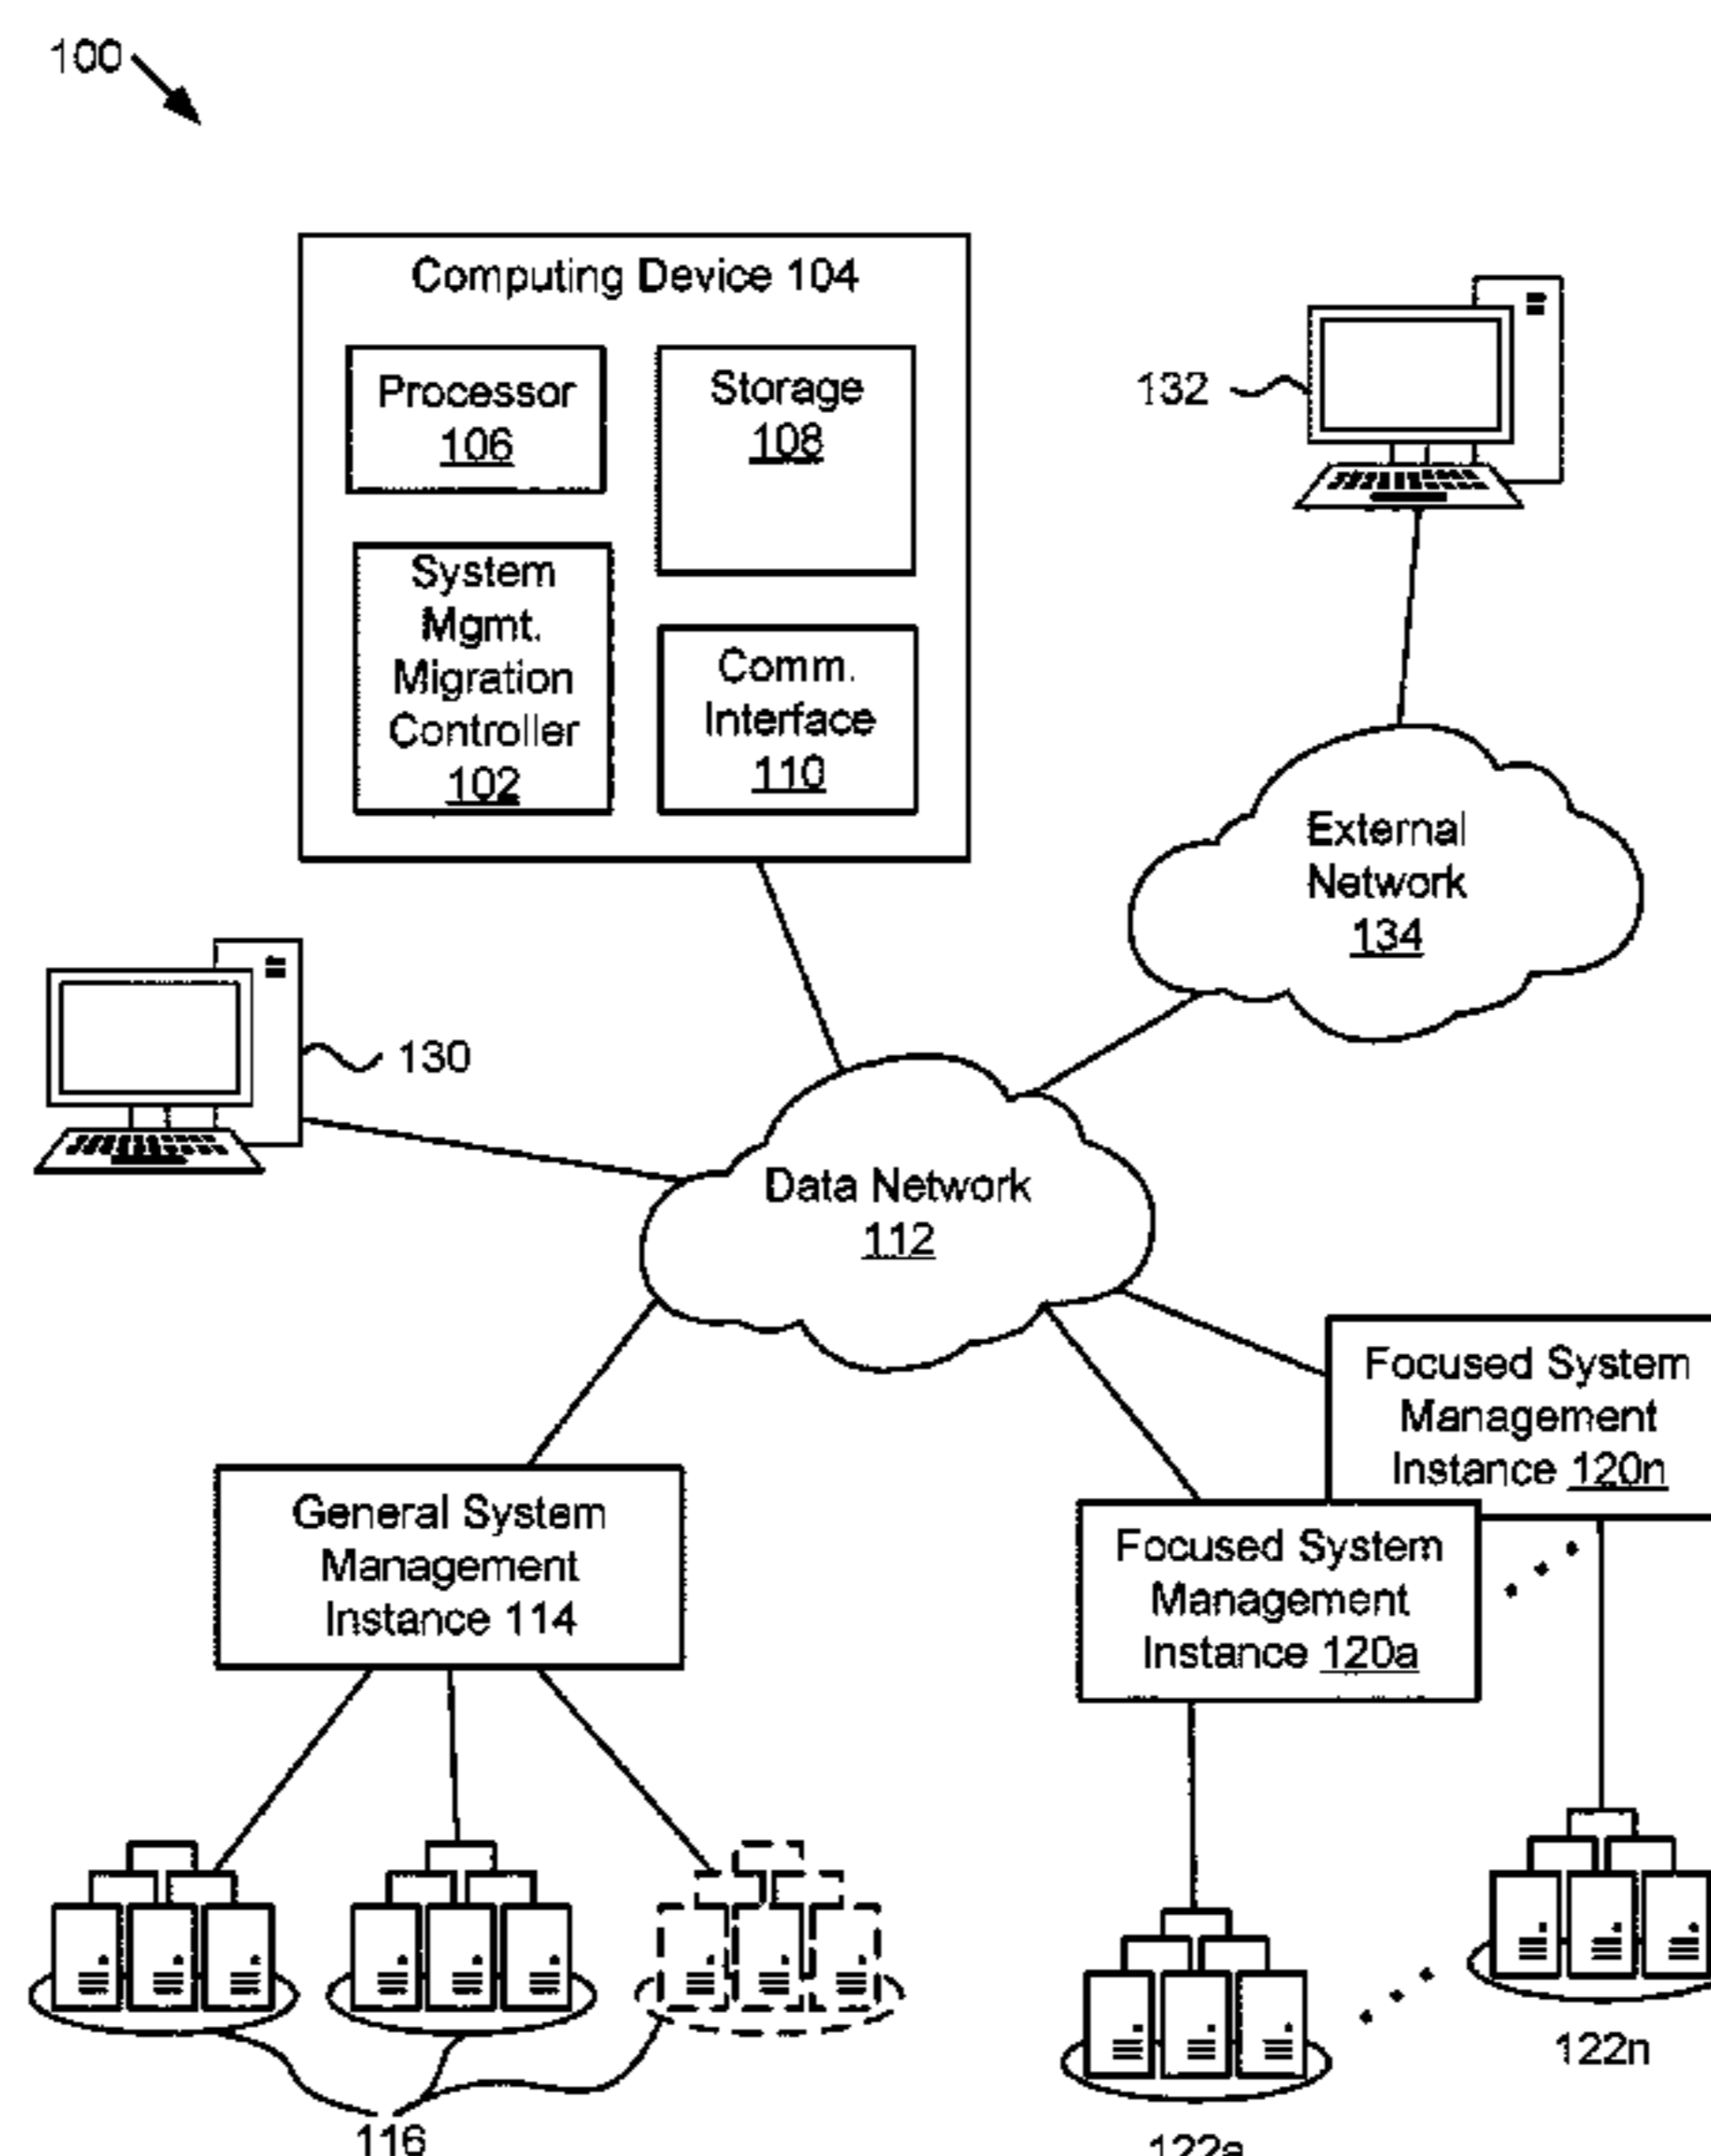 100
Computing Device 104
Processor
106
Storage
108
System
Mgmt.
Migration
Controller
102
Comm.
Interface
110
132
External
Network
134
130
Data Network
112
Focused System
Management
Instance 120n
General System
Management
Instance 114
Focused System
Management
Instance 120a
116
122a
122n